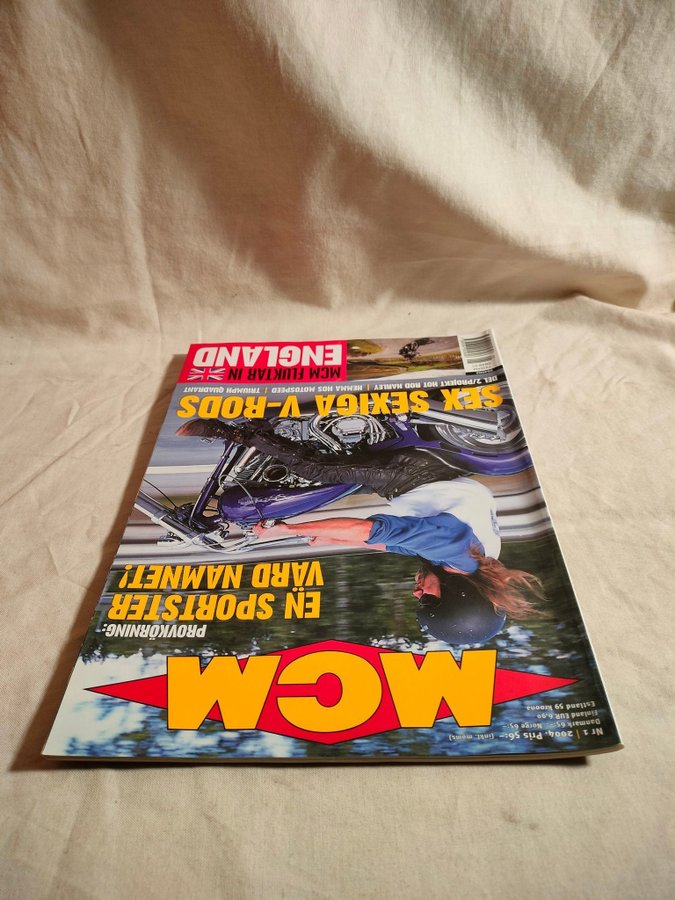 Nr 1 | 2004. Pris 56:- (inkl. moms)
Danmark 65:- Norge 65:-
Finland EUR 6,90
Estland 59 kroona
MCM
PROVKÖRNING:
EN SPORTSTER
VÄRD NAMNET!
SEX SEXIGA V-RODS
DEL 2/PROJEKT HOT ROD HARLEY | HEMMA HOS MOTOSPEED | TRIUMPH QUADRANT
MCM FLUKTAR IN
ENGLAND